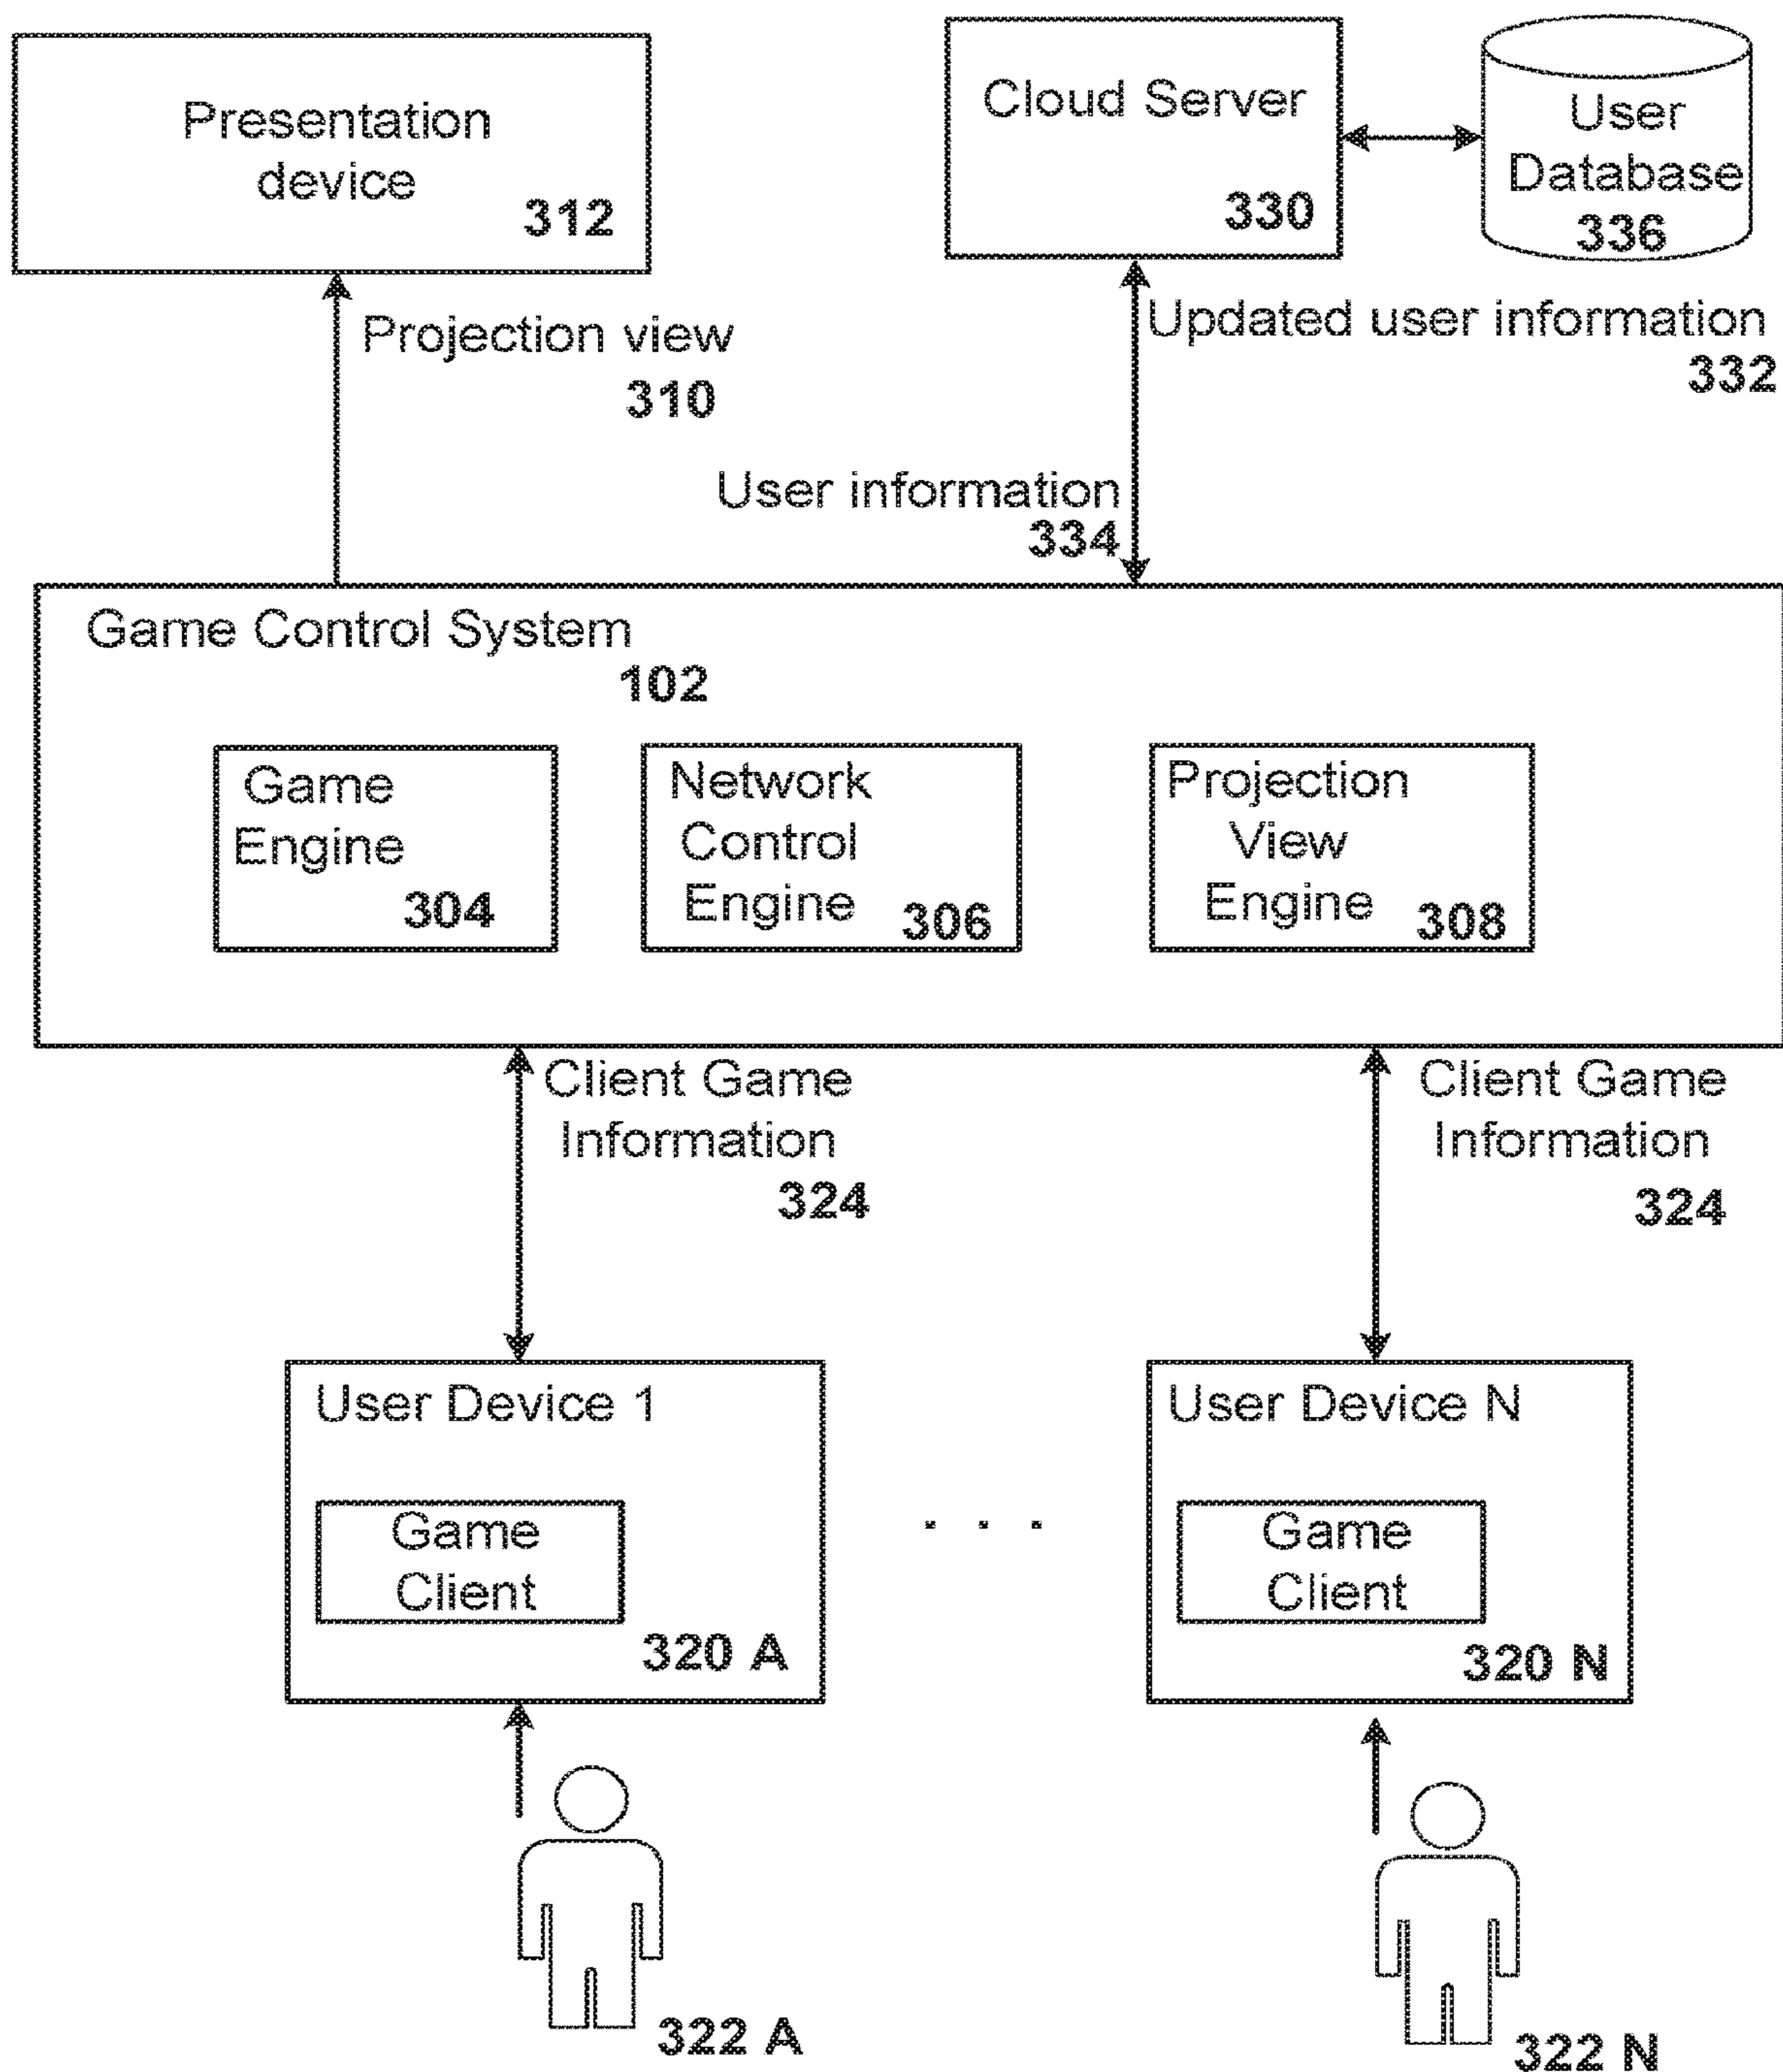 Presentation
device
312
Cloud Server
330
User
Database
336
Projection view
310
Updated user information
332
User information
334
Game Control System
102
Game
Engine
304
Network
Control
Engine
306
Projection
View
Engine
308
Client Game
Information
324
Client Game
Information
324
User Device 1
Game
Client
320 A
. . .
User Device N
Game
Client
320 N
322 A
322 N